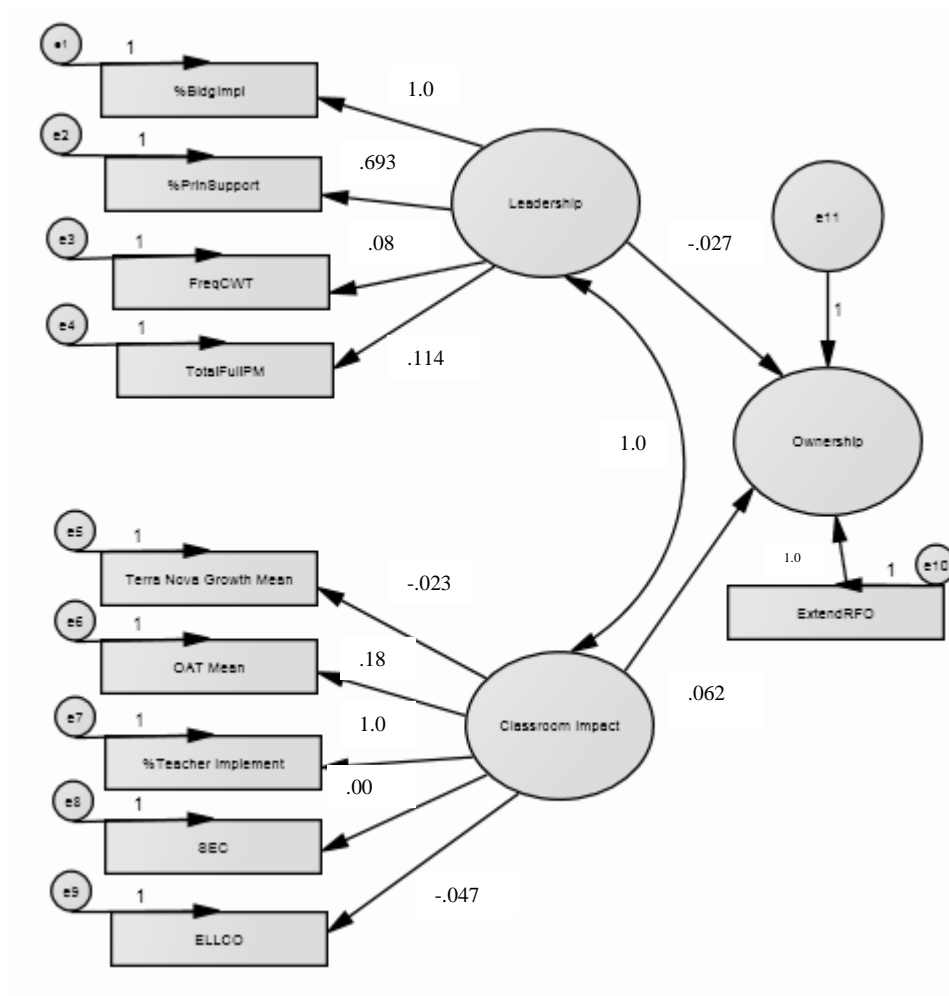 e1
1
%BldgImpl
1.0
e2
1
%PrinSupport
.693
Leadership
e3
1
FreqCWT
.08
-.027
e11
e4
1
TotalFullPM
.114
1
1.0
Ownership
e5
1
Terra Nova Growth Mean
-.023
1.0
1
e10
ExtendRFO
e6
1
OAT Mean
.18
.062
e7
1
%Teacher Implement
1.0
Classroom Impact
.00
e8
1
SEC
e9
1
ELLCO
-.047